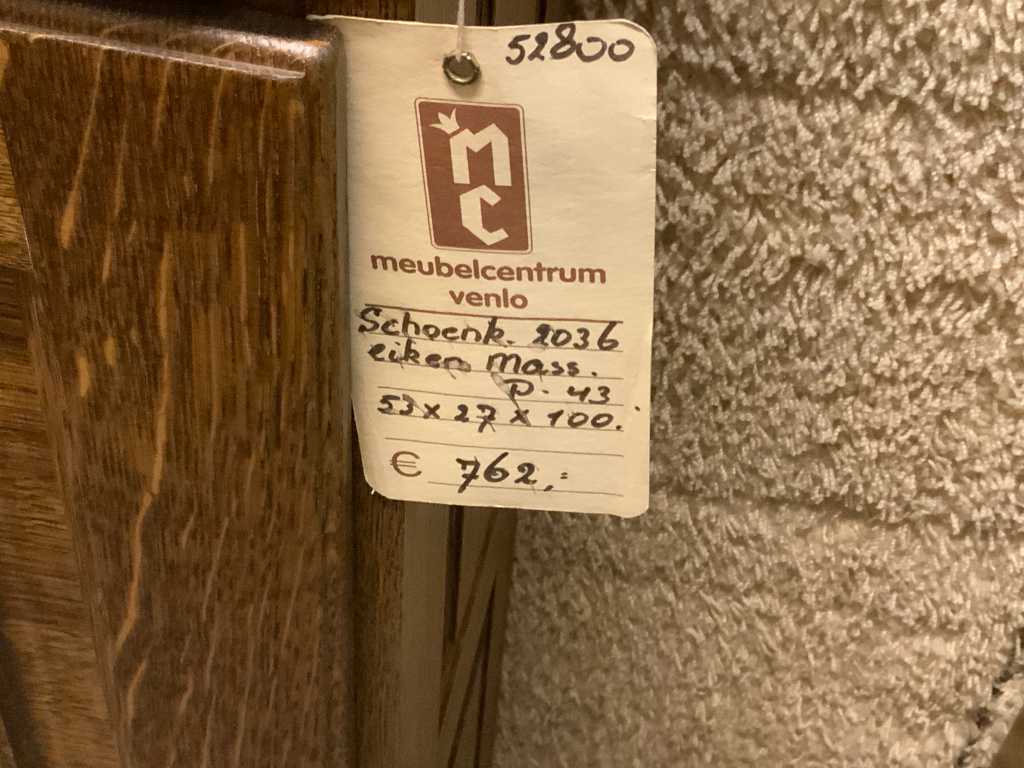 52800
MC
meubelcentrum
venlo
Schoenk. 2036
eiken mass.
P. 43
53 x 27 x 100.
€ 762,=